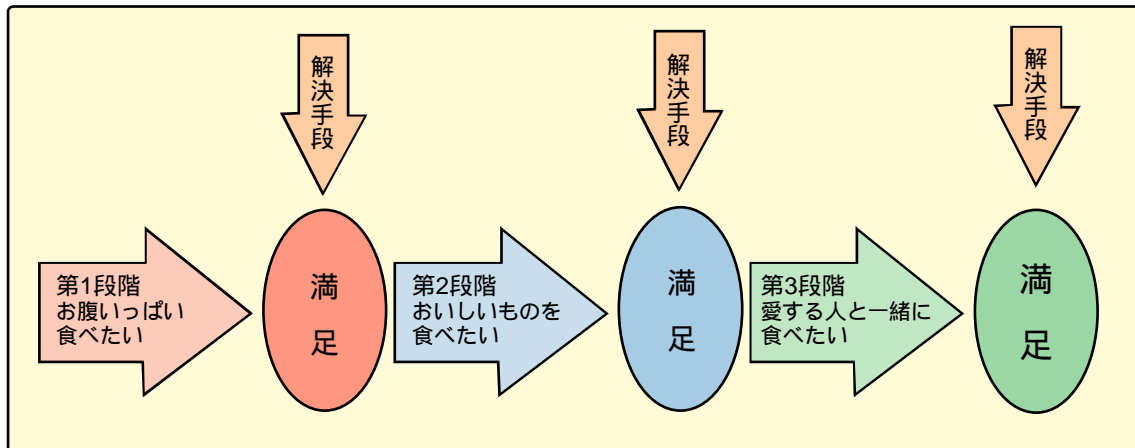 解決手段
解決手段
解決手段
第1段階
お腹いっぱい
食べたい
満足
第2段階
おいしいものを
食べたい
満足
第3段階
愛する人と一緒に
食べたい
満足